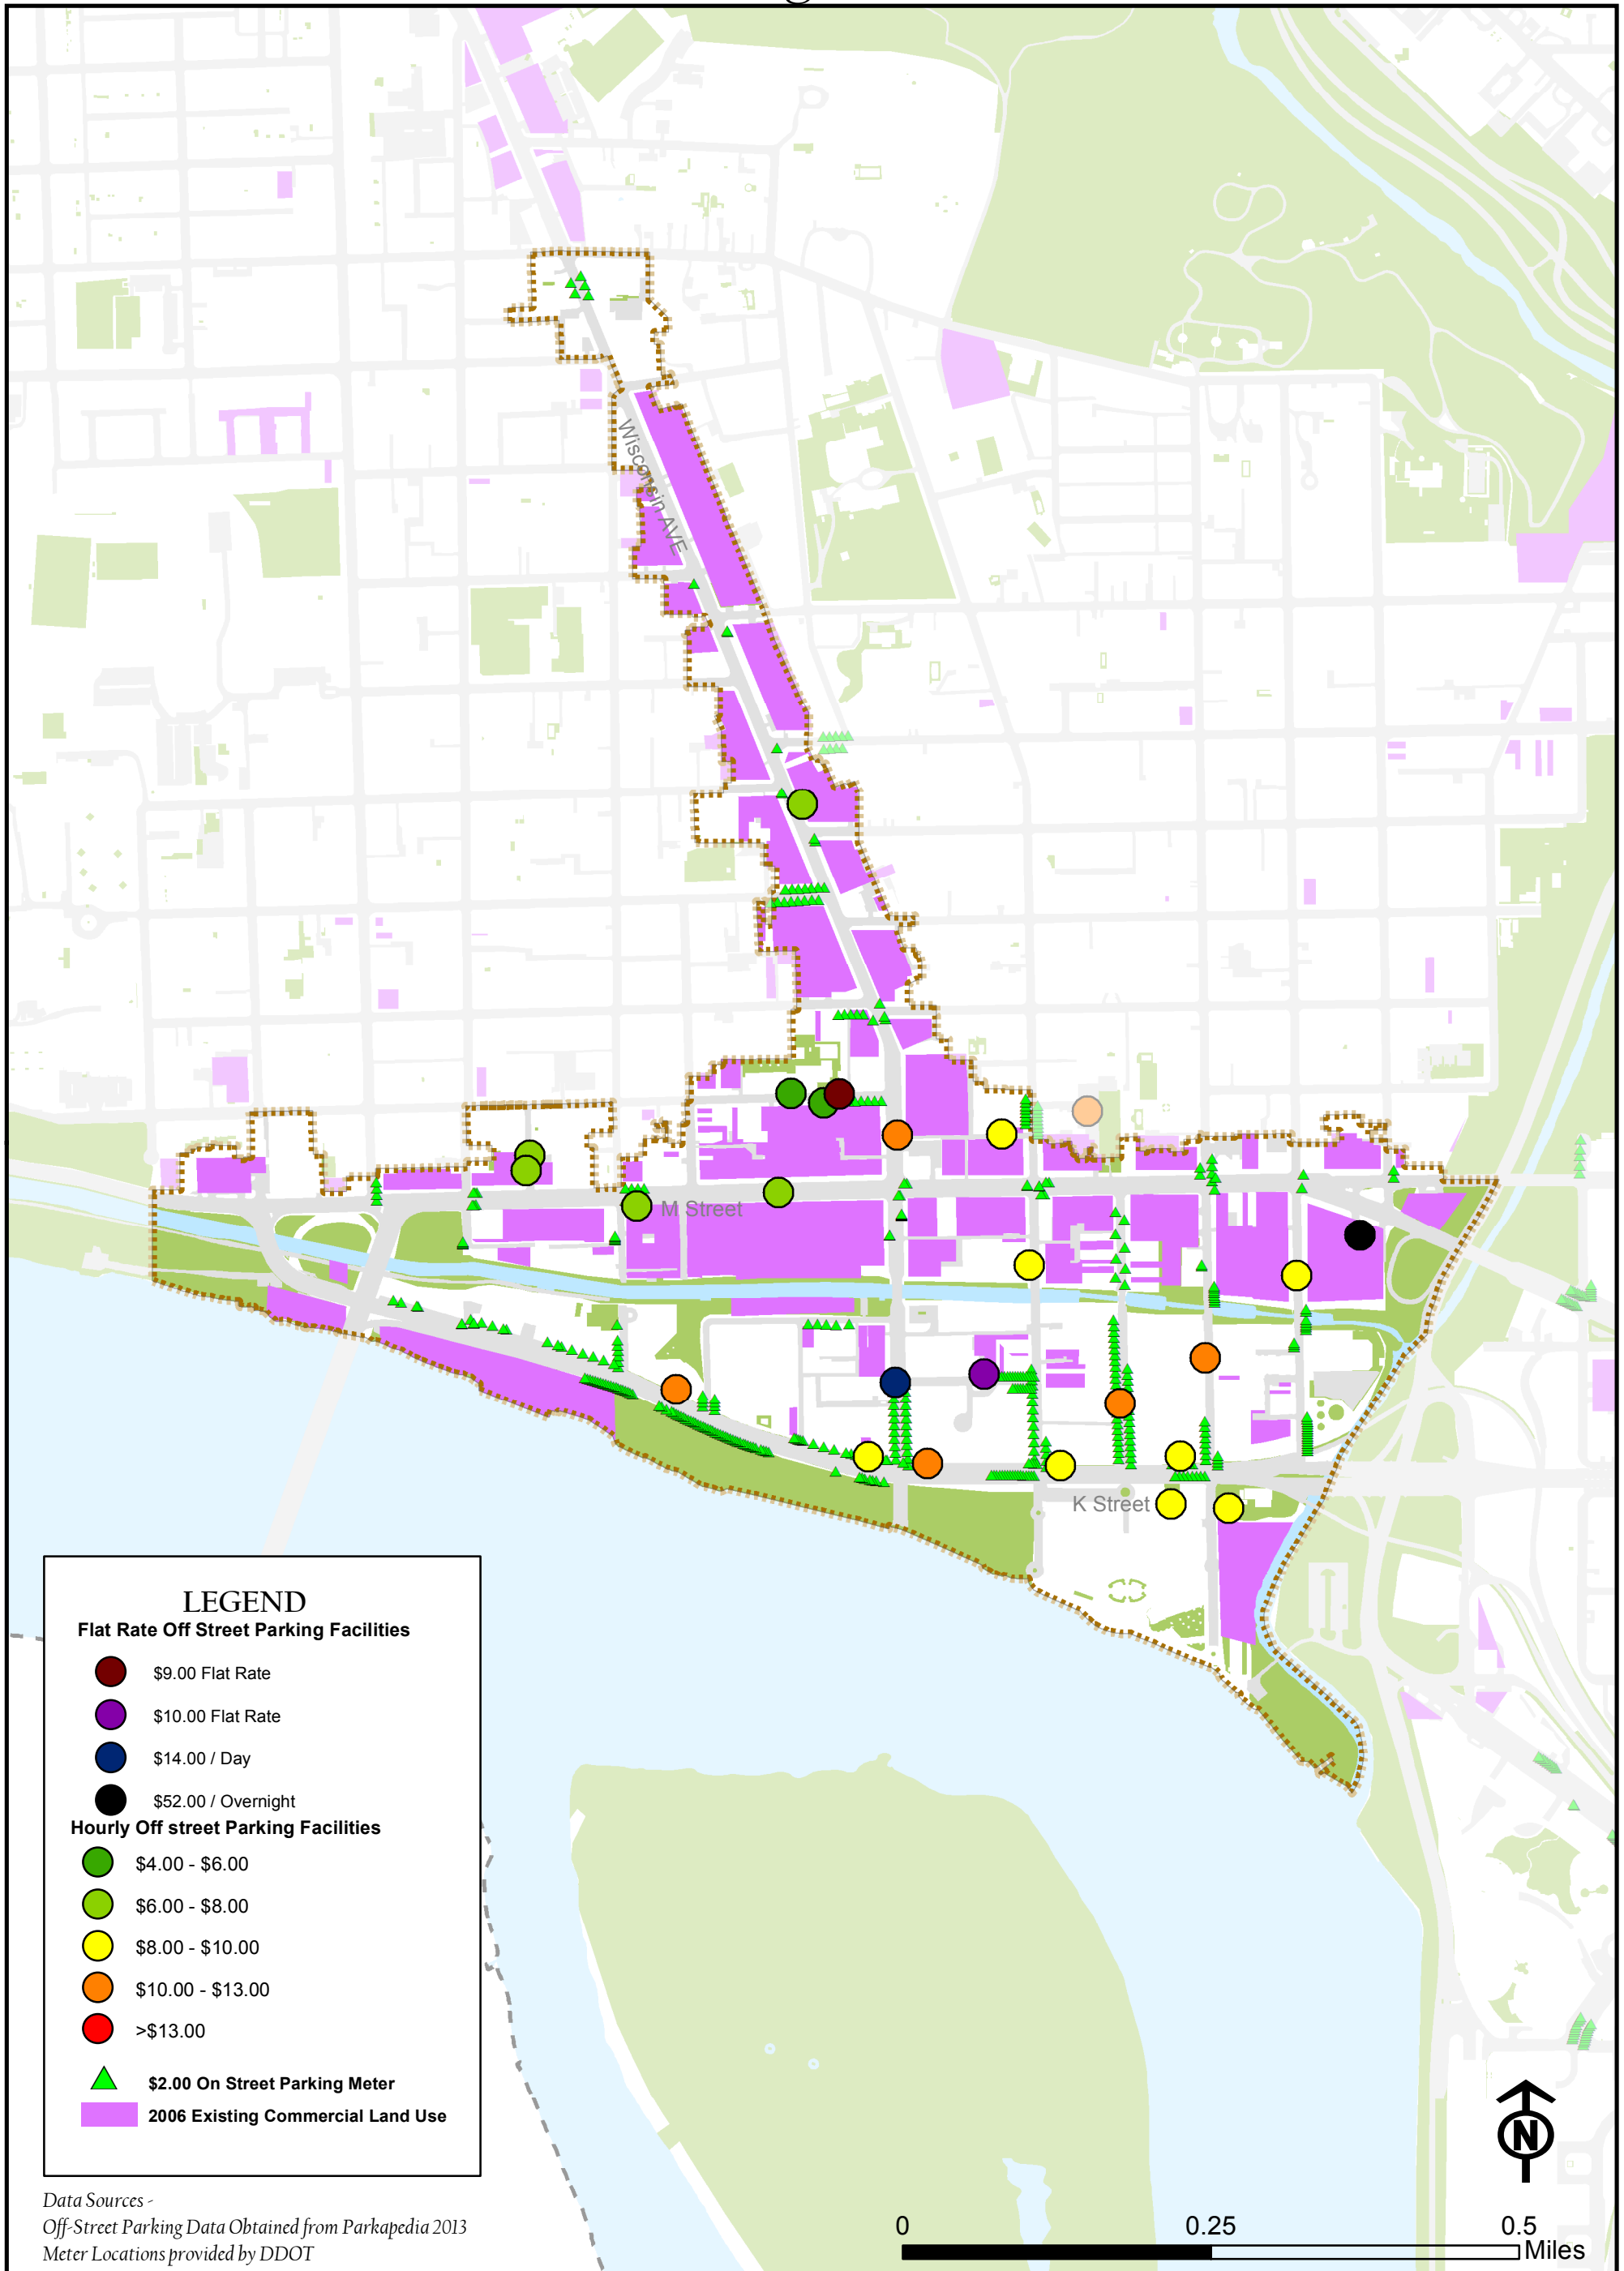 Wisconsin AVE
M Street
K Street
LEGEND
Flat Rate Off Street Parking Facilities
$9.00 Flat Rate
$10.00 Flat Rate
$14.00 / Day
$52.00 / Overnight
Hourly Off street Parking Facilities
$4.00 - $6.00
$6.00 - $8.00
$8.00 - $10.00
$10.00 - $13.00
>$13.00
$2.00 On Street Parking Meter
2006 Existing Commercial Land Use
N
Data Sources -
Off-Street Parking Data Obtained from Parkapedia 2013
Meter Locations provided by DDOT
0 0.25 0.5
Miles